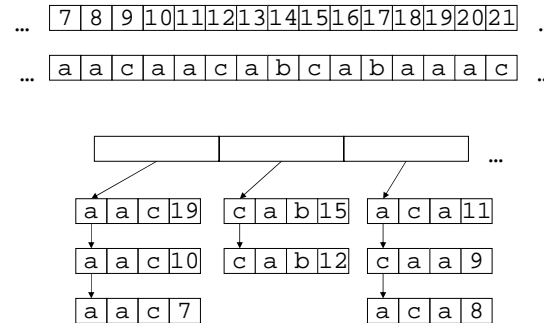 ... 7 8 9 10 11 12 13 14 15 16 17 18 19 20 21 ..
... a a c a a c a b c a b a a a c ..
...
a a c 19 c a b 15 a c a 11
a a c 10 c a b 12 c a a 9
a a c 7 a c a 8